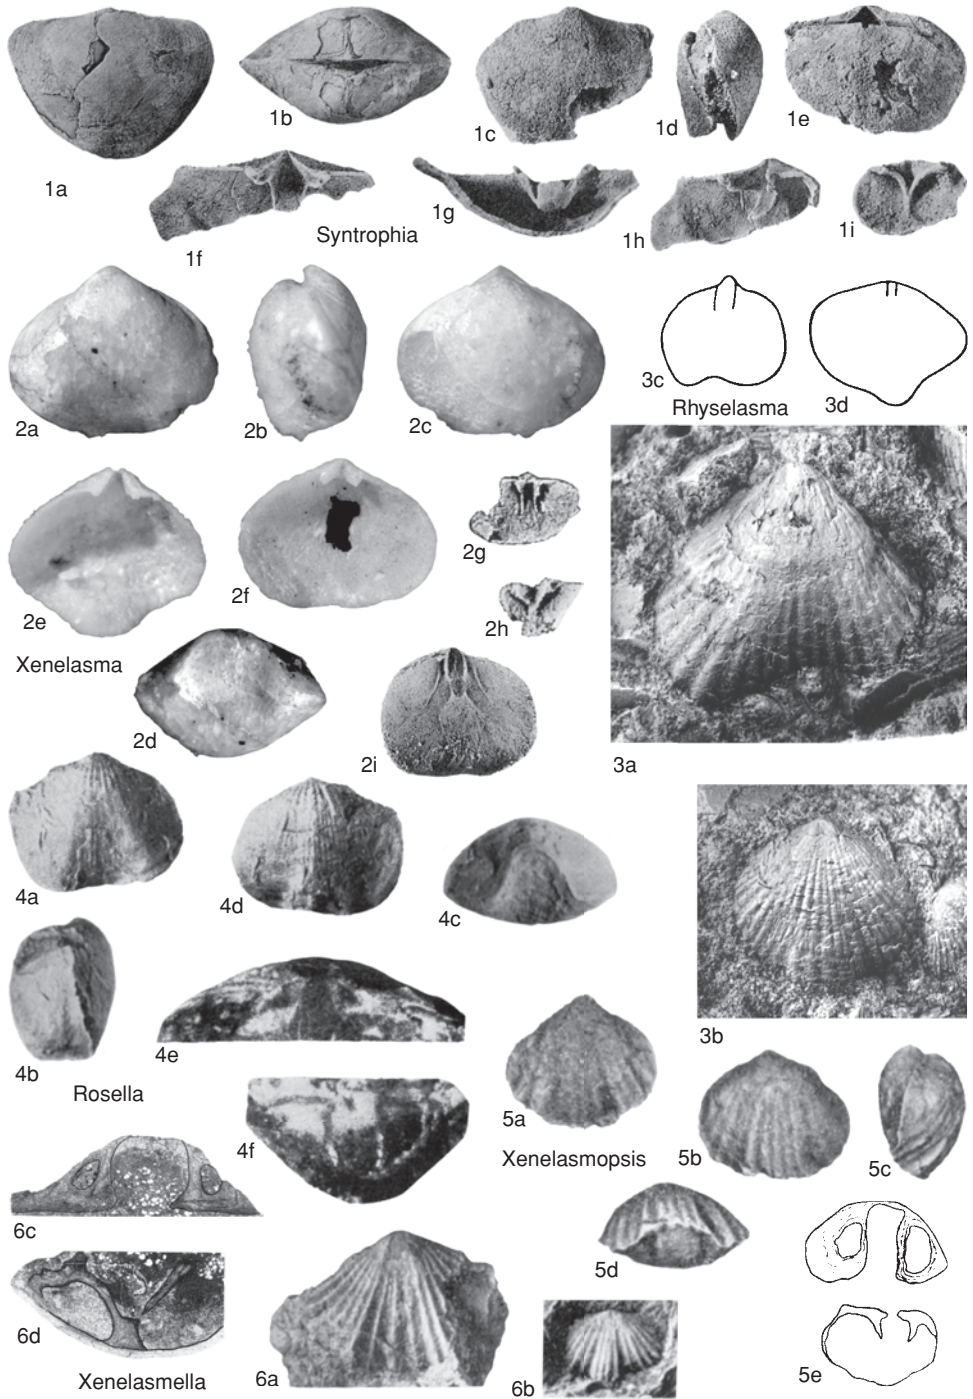 1a
1b
1c
1d
1e
1f
Syntrophia
1g
1h
1i
2a
2b
2c
3c
Rhyselasma
3d
2e
2f
2g
2h
Xenelasma
2d
2i
3a
4a
4d
4c
3b
4b
4e
Rosella
4f
5a
Xenelasmopsis
5b
5c
6c
5d
6d
Xenelasmella
6a
6b
5e